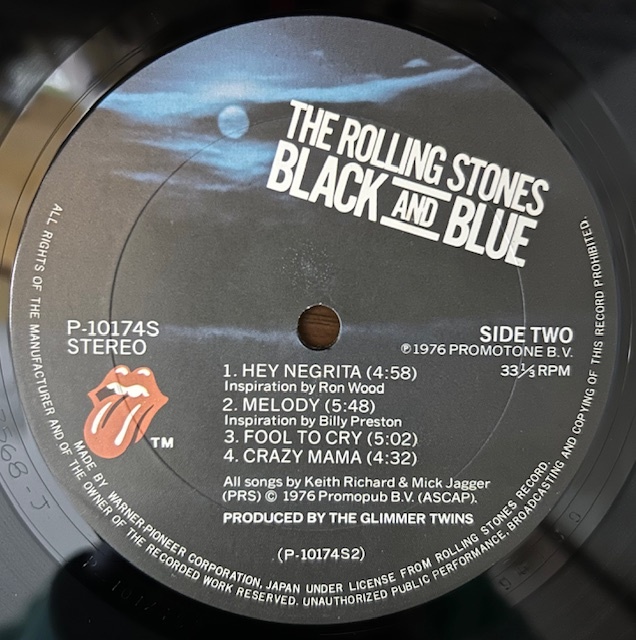 THE ROLLING STONES
BLACK AND BLUE
P-10174S
STEREO
SIDE TWO
℗1976 PROMOTONE B.V.
33⅓ RPM
1. HEY NEGRITA (4:58)
Inspiration by Ron Wood
2. MELODY (5:48)
Inspiration by Billy Preston
3. FOOL TO CRY (5:02)
4. CRAZY MAMA (4:32)
TM
All songs by Keith Richard & Mick Jagger
(PRS) © 1976 Promopub B.V. (ASCAP).
PRODUCED BY THE GLIMMER TWINS
(P-10174S2)
ALL RIGHTS OF THE MANUFACTURER AND OF THE OWNER OF THE RECORDED WORK RESERVED. UNAUTHORIZED PUBLIC PERFORMANCE, BROADCASTING AND COPYING OF THIS RECORD PROHIBITED.
MADE BY WARNER-PIONEER CORPORATION, JAPAN UNDER LICENSE FROM ROLLING STONES RECORD.